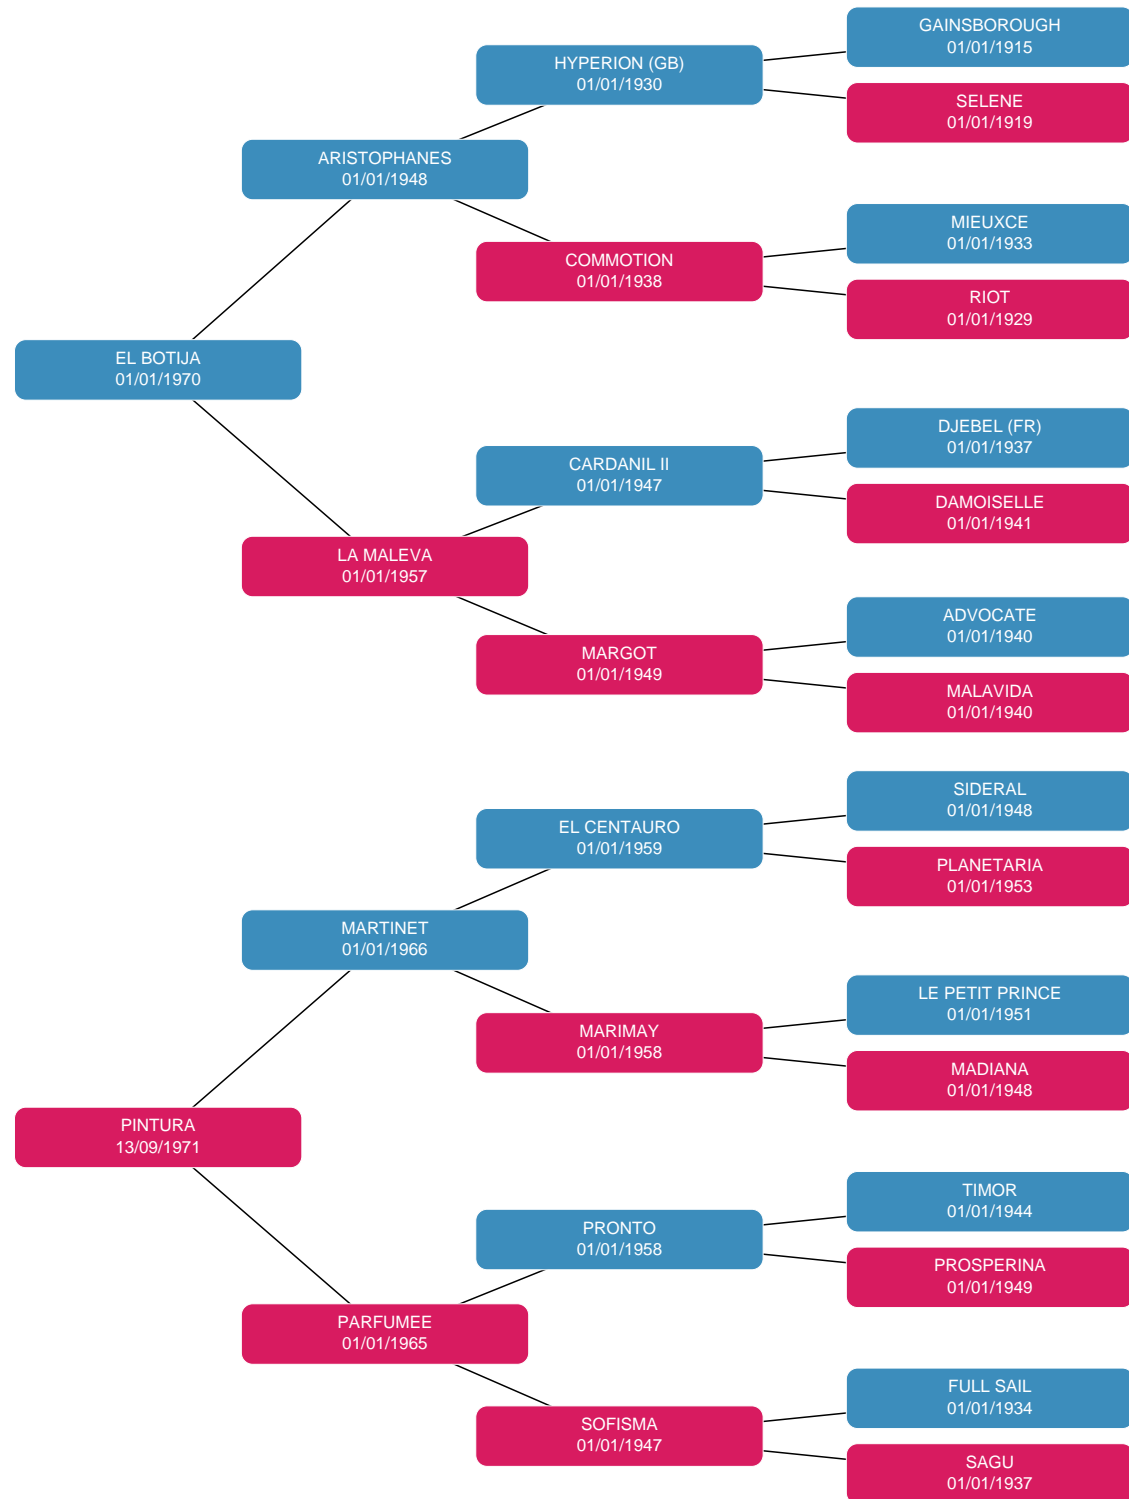 GAINSBOROUGH
01/01/1915
HYPERION (GB)
01/01/1930
SELENE
01/01/1919
ARISTOPHANES
01/01/1948
MIEUXCE
01/01/1933
COMMOTION
01/01/1938
RIOT
01/01/1929
EL BOTIJA
01/01/1970
DJEBEL (FR)
01/01/1937
CARDANIL II
01/01/1947
DAMOISELLE
01/01/1941
LA MALEVA
01/01/1957
ADVOCATE
01/01/1940
MARGOT
01/01/1949
MALAVIDA
01/01/1940
SIDERAL
01/01/1948
EL CENTAURO
01/01/1959
PLANETARIA
01/01/1953
MARTINET
01/01/1966
LE PETIT PRINCE
01/01/1951
MARIMAY
01/01/1958
MADIANA
01/01/1948
PINTURA
13/09/1971
TIMOR
01/01/1944
PRONTO
01/01/1958
PROSPERINA
01/01/1949
PARFUMEE
01/01/1965
FULL SAIL
01/01/1934
SOFISMA
01/01/1947
SAGU
01/01/1937